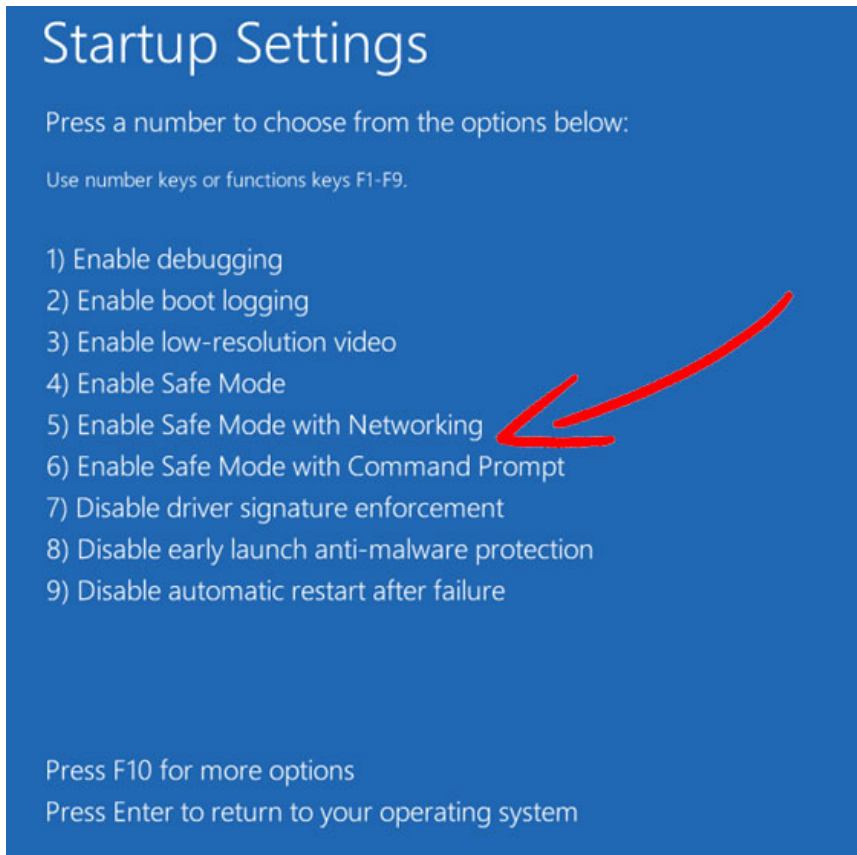 Startup Settings
Press a number to choose from the options below:
Use number keys or functions keys F1-F9.
1) Enable debugging
2) Enable boot logging
3) Enable low-resolution video
4) Enable Safe Mode
5) Enable Safe Mode with Networking
6) Enable Safe Mode with Command Prompt
7) Disable driver signature enforcement
8) Disable early launch anti-malware protection
9) Disable automatic restart after failure
Press F10 for more options
Press Enter to return to your operating system